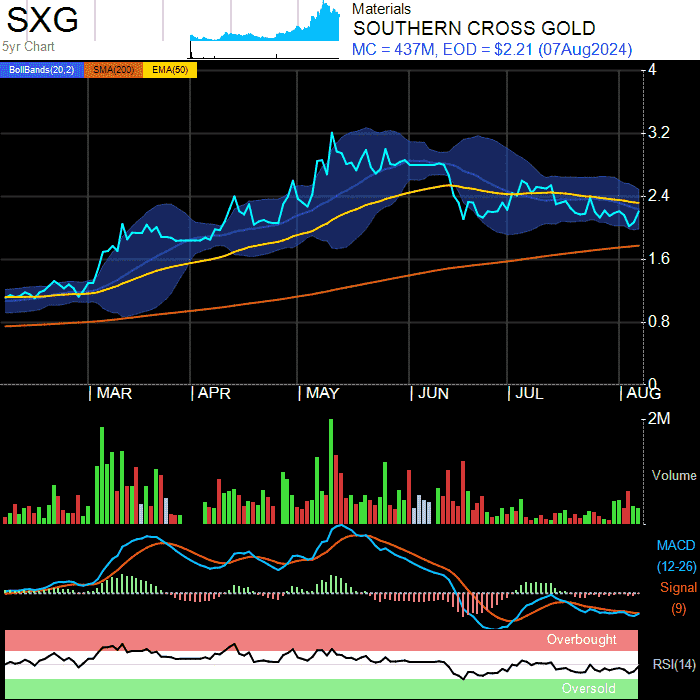 SXG
5yr Chart
Materials
SOUTHERN CROSS GOLD
MC = 437M, EOD = $2.21 (07Aug2024)
BollBands(20,2) SMA(200) EMA(50)
4
3.2
2.4
1.6
0.8
0
MAR APR MAY JUN JUL AUG
2M
Volume
MACD
(12-26)
Signal
(9)
Overbought
RSI(14)
Oversold